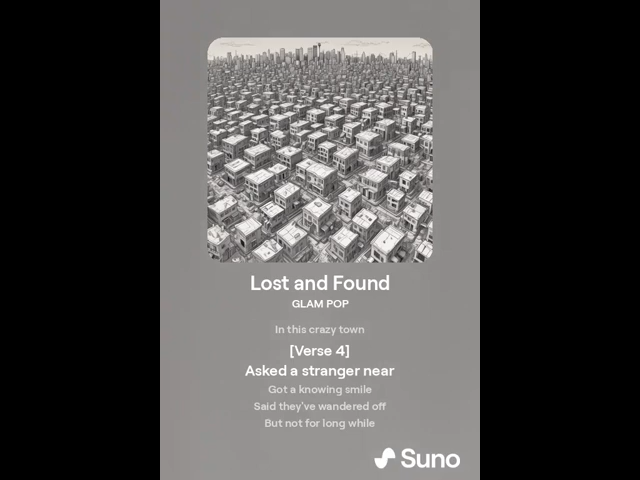 Lost and Found
GLAM POP
In this crazy town
[Verse 4]
Asked a stranger near
Got a knowing smile
Said they've wandered off
But not for long while
Suno